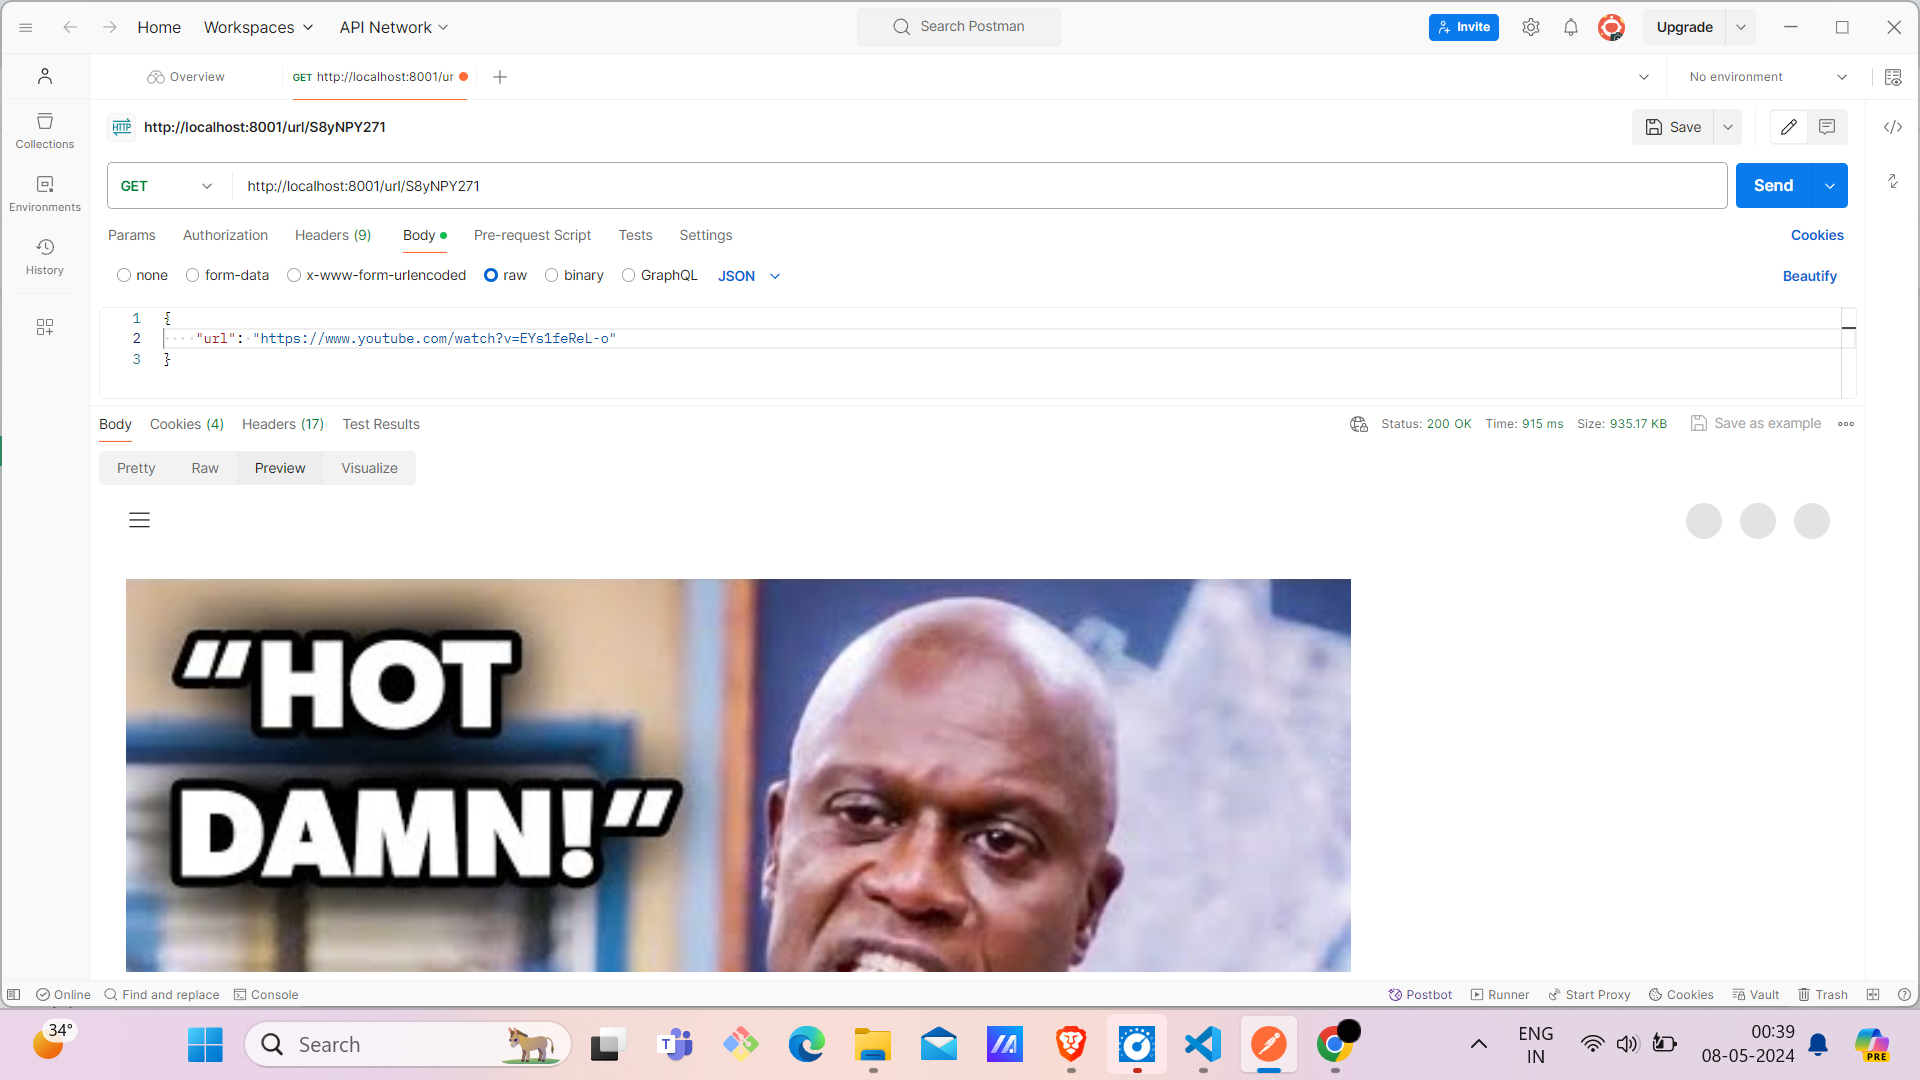 Home Workspaces API Network Search Postman Invite Upgrade
Overview GET http://localhost:8001/ur No environment
HTTP http://localhost:8001/url/S8yNPY271 Save
Collections
GET http://localhost:8001/url/S8yNPY271 Send
Environments
Params Authorization Headers (9) Body Pre-request Script Tests Settings Cookies
History
none form-data x-www-form-urlencoded raw binary GraphQL JSON Beautify
1 {
2 "url": "https://www.youtube.com/watch?v=EYs1feReL-o"
3 }
Body Cookies (4) Headers (17) Test Results Status: 200 OK Time: 915 ms Size: 935.17 KB Save as example
Pretty Raw Preview Visualize
"HOT
DAMN!"
Online Find and replace Console Postbot Runner Start Proxy Cookies Vault Trash
34° Search T ENG 00:39
IN 08-05-2024 PRE